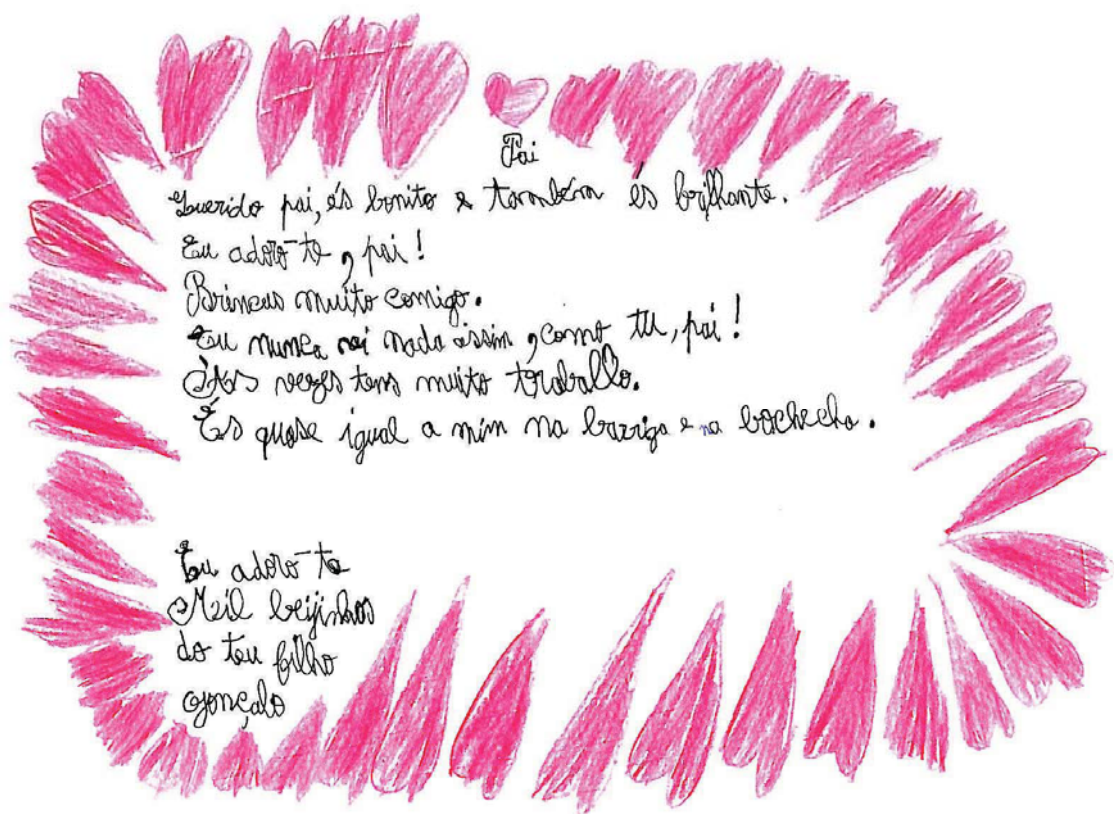 Pai
Querido pai, és bonito e também és brilhante.
Eu adoro-te, pai!
Brincas muito comigo.
Eu nunca vi nada assim, como tu, pai!
Às vezes tens muito trabalho.
És quase igual a mim na barriga e na bochecha.
Eu adoro-te
Mil beijinhos
do teu filho
Gonçalo